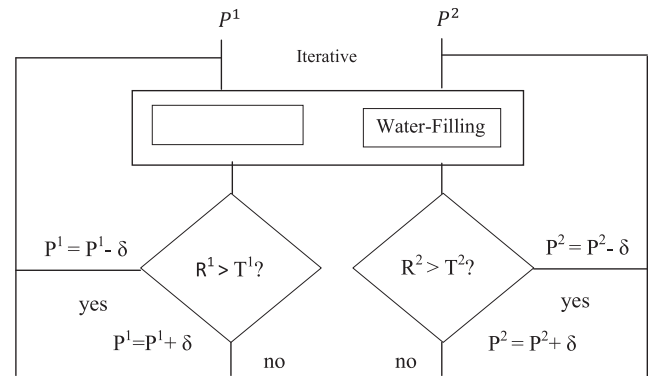 P¹ P²
Iterative
Water-Filling
P¹ = P¹- δ
R¹ > T¹?
R² > T²?
P² = P²- δ
yes
yes
P¹=P¹+ δ
no
no
P² = P²+ δ